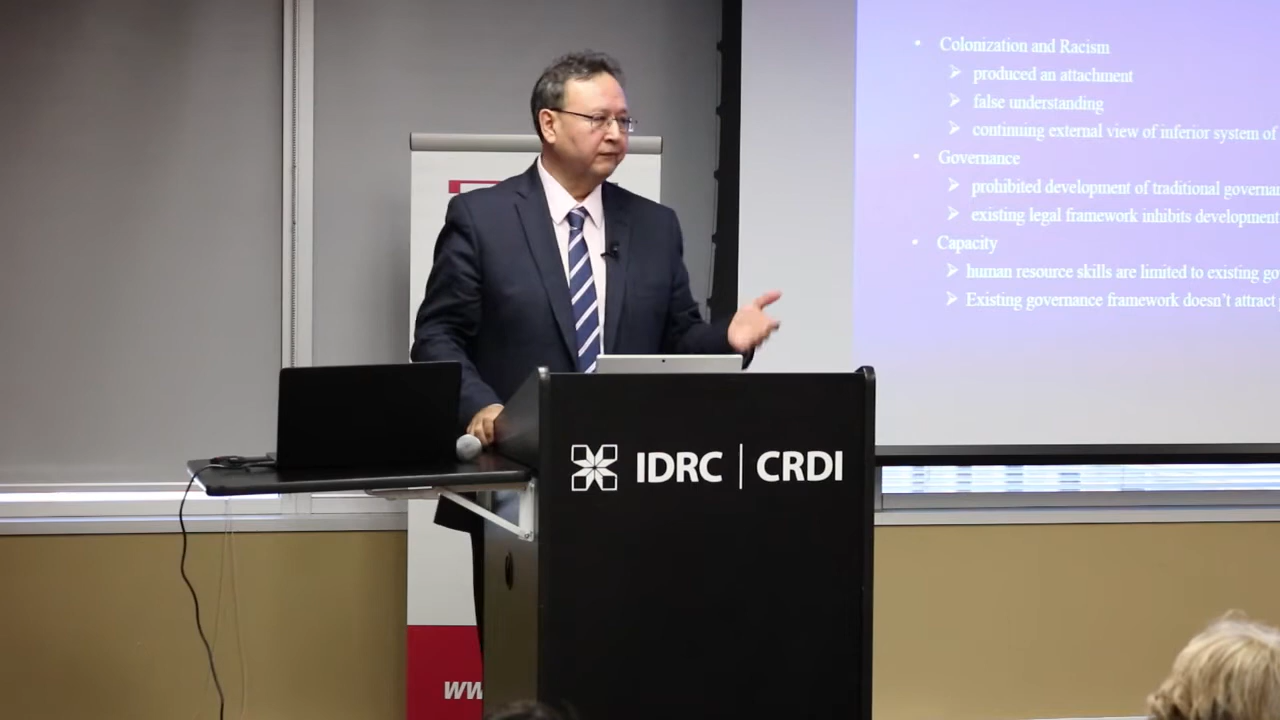 • Colonization and Racism
➢ produced an attachment
➢ false understanding
➢ continuing external view of inferior system of
• Governance
➢ prohibited development of traditional
➢ existing legal framework inhibits development
• Capacity
➢ human resource skills are limited to existing
➢ Existing governance framework doesn't attract
IDRC | CRDI